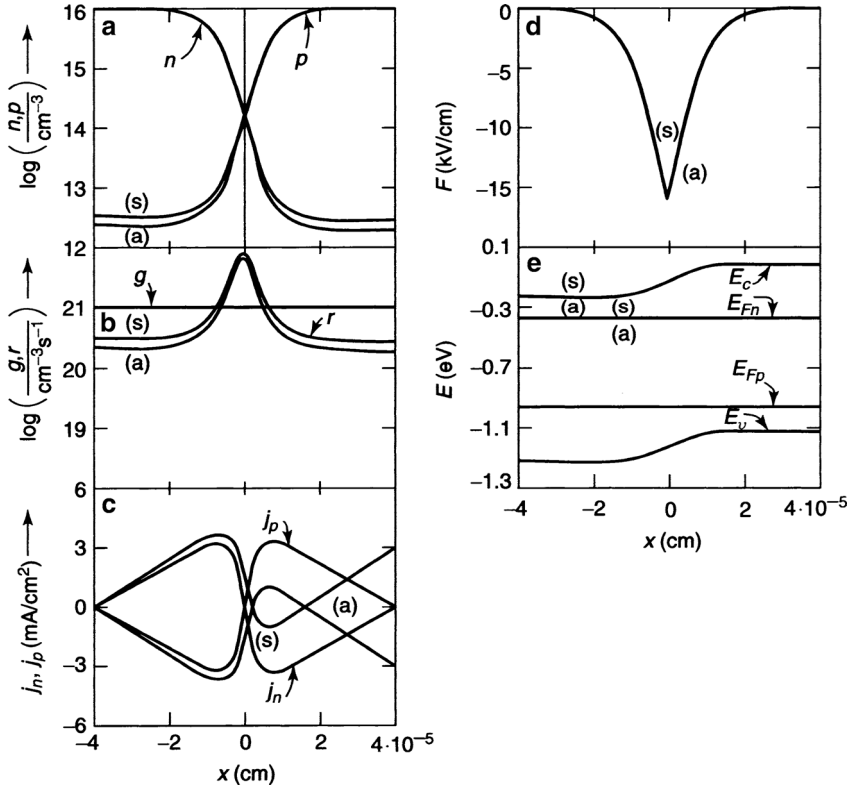 a
n
p
(s)
(a)
16
15
14
13
12
log (n,p / cm⁻³)
b
g
r
(s)
(a)
21
20
19
6
log (g,r / cm⁻³s⁻¹)
c
j_p
j_n
(a)
(s)
3
0
−3
−6
j_n, j_p (mA/cm²)
−4 −2 0 2 4·10⁻⁵
x (cm)
d
(s)
(a)
0
−5
−10
−15
F (kV/cm)
0.1
e
(s)
(a) (s)
(a)
E_c
E_Fn
E_Fp
E_v
−0.3
−0.7
−1.1
−1.3
E (eV)
−4 −2 0 2 4·10⁻⁵
x (cm)